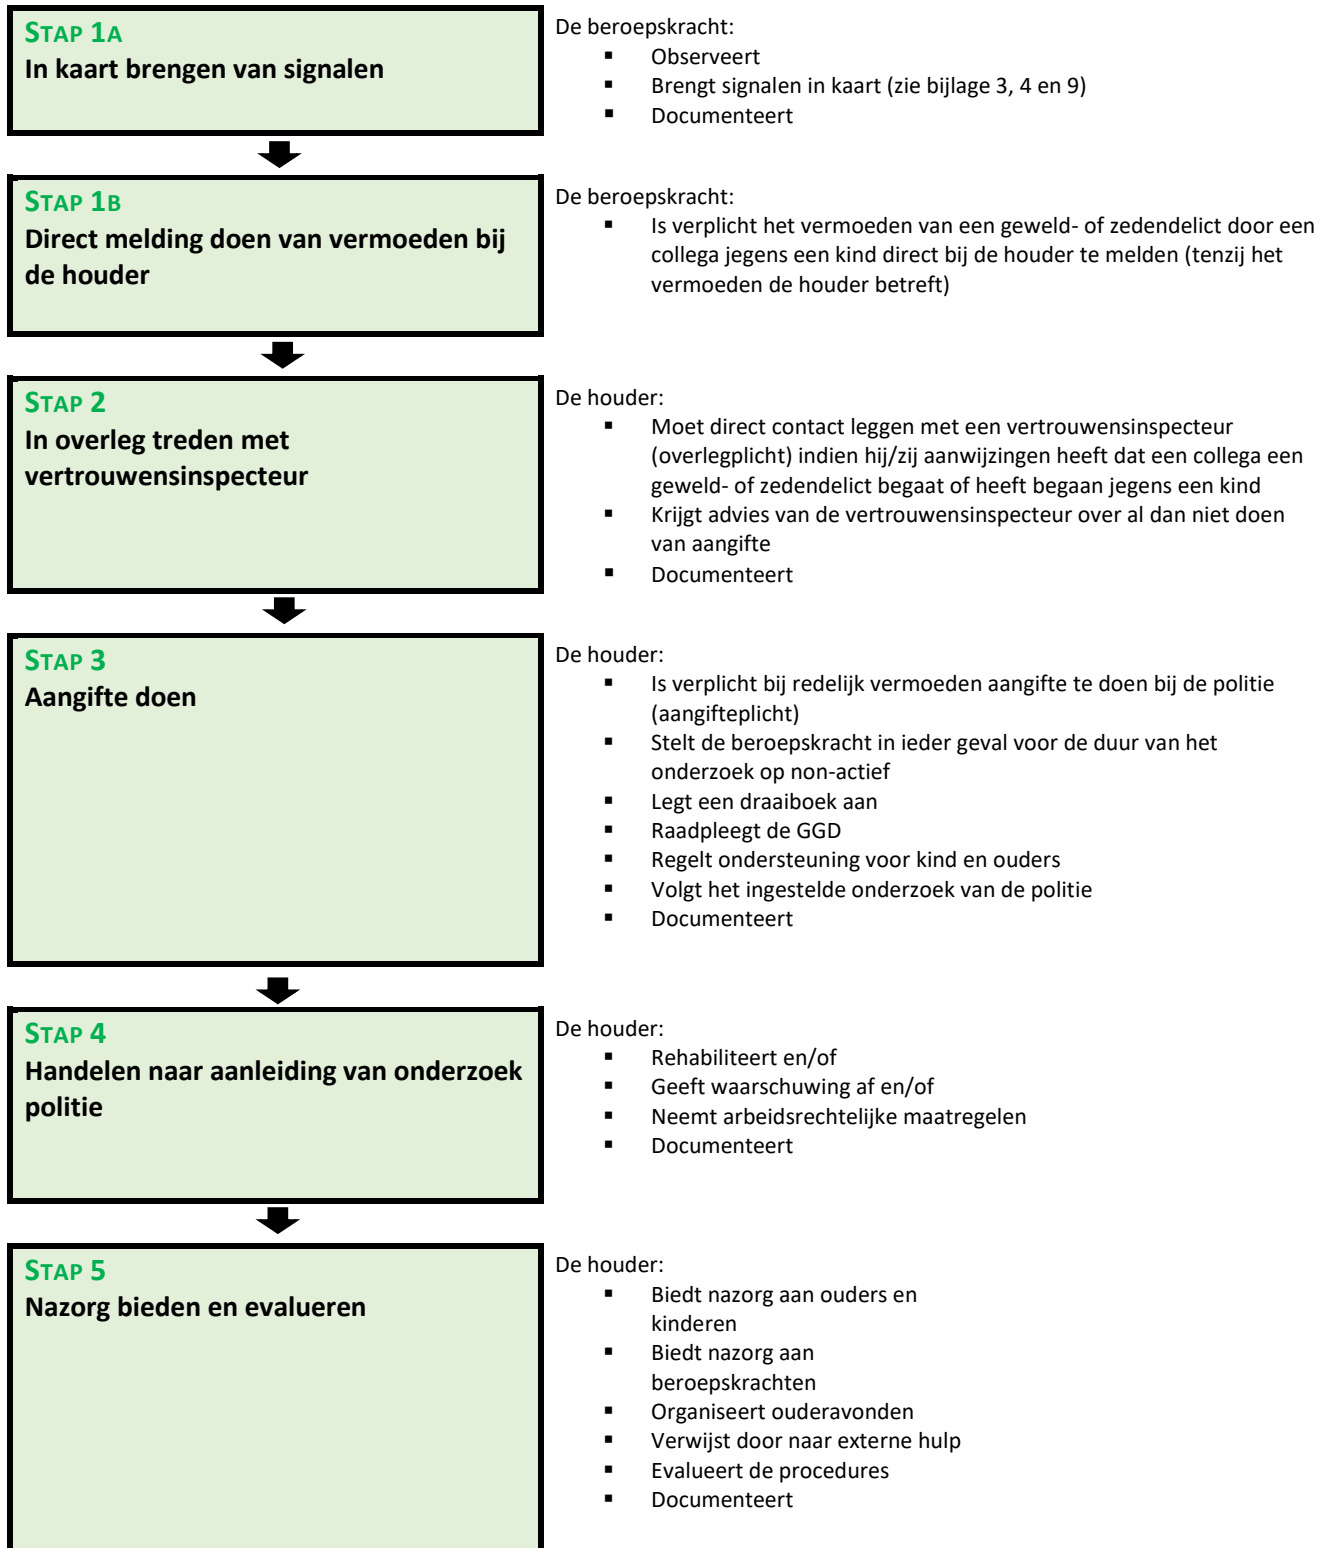 STAP 1A
In kaart brengen van signalen
De beroepskracht:
▪ Observeert
▪ Brengt signalen in kaart (zie bijlage 3, 4 en 9)
▪ Documenteert
STAP 1B
Direct melding doen van vermoeden bij
de houder
De beroepskracht:
▪ Is verplicht het vermoeden van een geweld- of zedendelict door een
collega jegens een kind direct bij de houder te melden (tenzij het
vermoeden de houder betreft)
STAP 2
In overleg treden met
vertrouwensinspecteur
De houder:
▪ Moet direct contact leggen met een vertrouwensinspecteur
(overlegplicht) indien hij/zij aanwijzingen heeft dat een collega een
geweld- of zedendelict begaat of heeft begaan jegens een kind
▪ Krijgt advies van de vertrouwensinspecteur over al dan niet doen
van aangifte
▪ Documenteert
STAP 3
Aangifte doen
De houder:
▪ Is verplicht bij redelijk vermoeden aangifte te doen bij de politie
(aangifteplicht)
▪ Stelt de beroepskracht in ieder geval voor de duur van het
onderzoek op non-actief
▪ Legt een draaiboek aan
▪ Raadpleegt de GGD
▪ Regelt ondersteuning voor kind en ouders
▪ Volgt het ingestelde onderzoek van de politie
▪ Documenteert
STAP 4
Handelen naar aanleiding van onderzoek
politie
De houder:
▪ Rehabiliteert en/of
▪ Geeft waarschuwing af en/of
▪ Neemt arbeidsrechtelijke maatregelen
▪ Documenteert
STAP 5
Nazorg bieden en evalueren
De houder:
▪ Biedt nazorg aan ouders en
kinderen
▪ Biedt nazorg aan
beroepskrachten
▪ Organiseert ouderavonden
▪ Verwijst door naar externe hulp
▪ Evalueert de procedures
▪ Documenteert